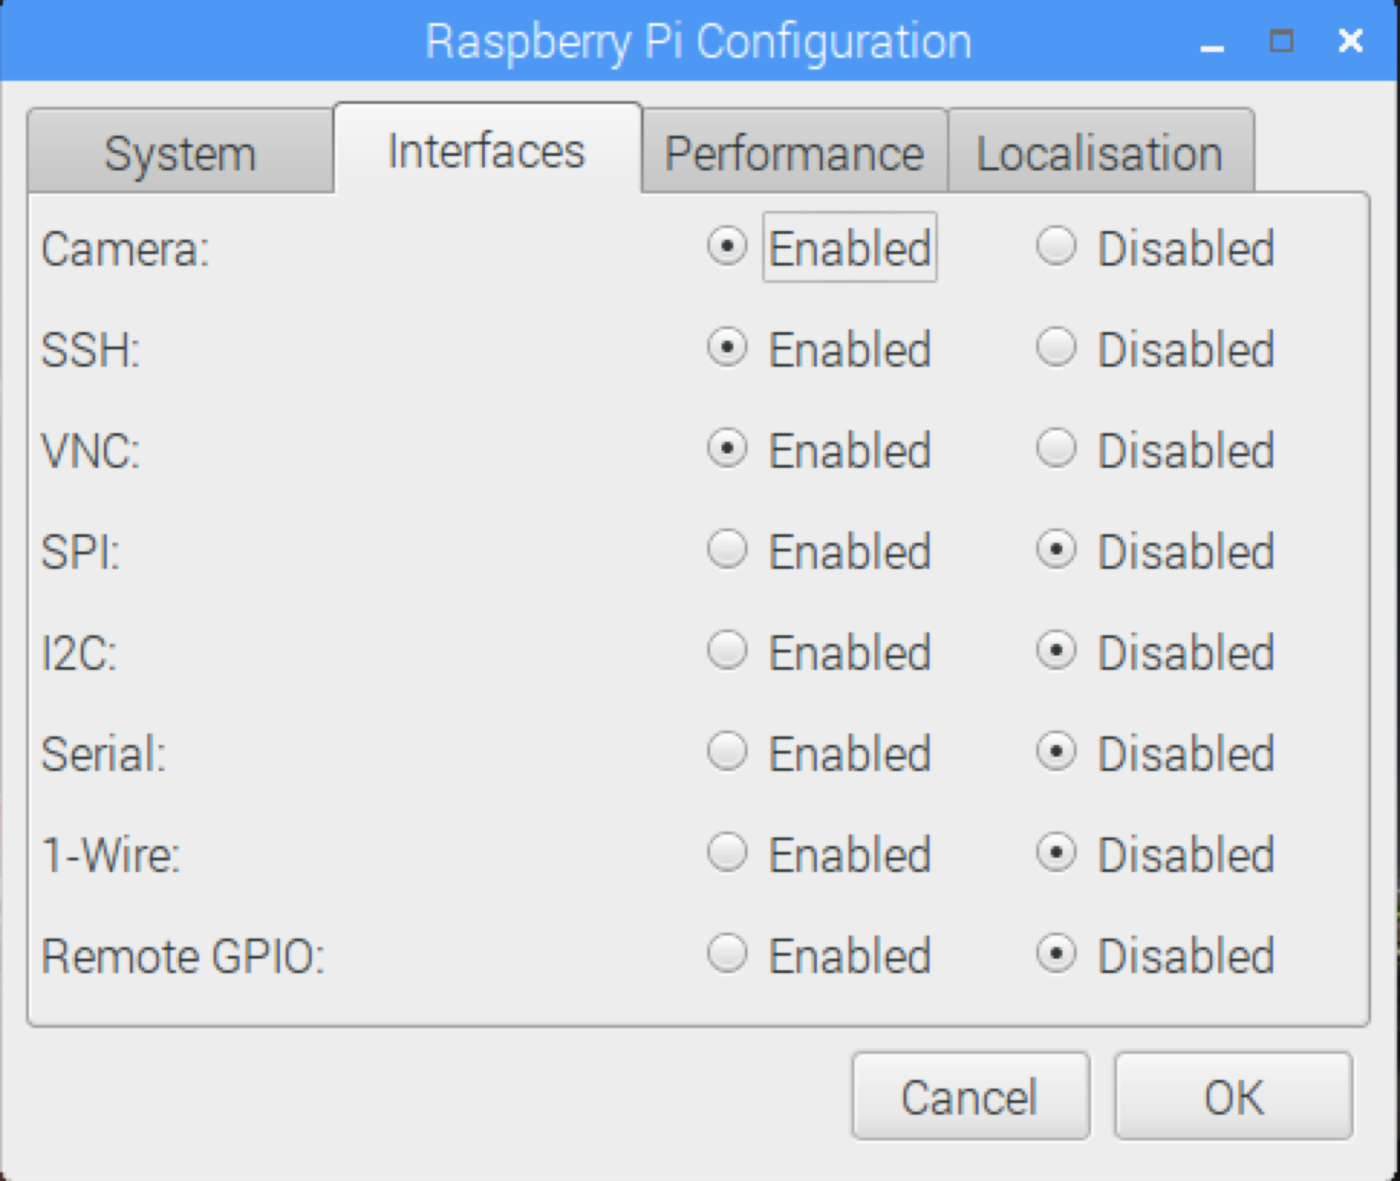 Raspberry Pi Configuration
System Interfaces Performance Localisation
Camera: Enabled Disabled
SSH: Enabled Disabled
VNC: Enabled Disabled
SPI: Enabled Disabled
I2C: Enabled Disabled
Serial: Enabled Disabled
1-Wire: Enabled Disabled
Remote GPIO: Enabled Disabled
Cancel OK